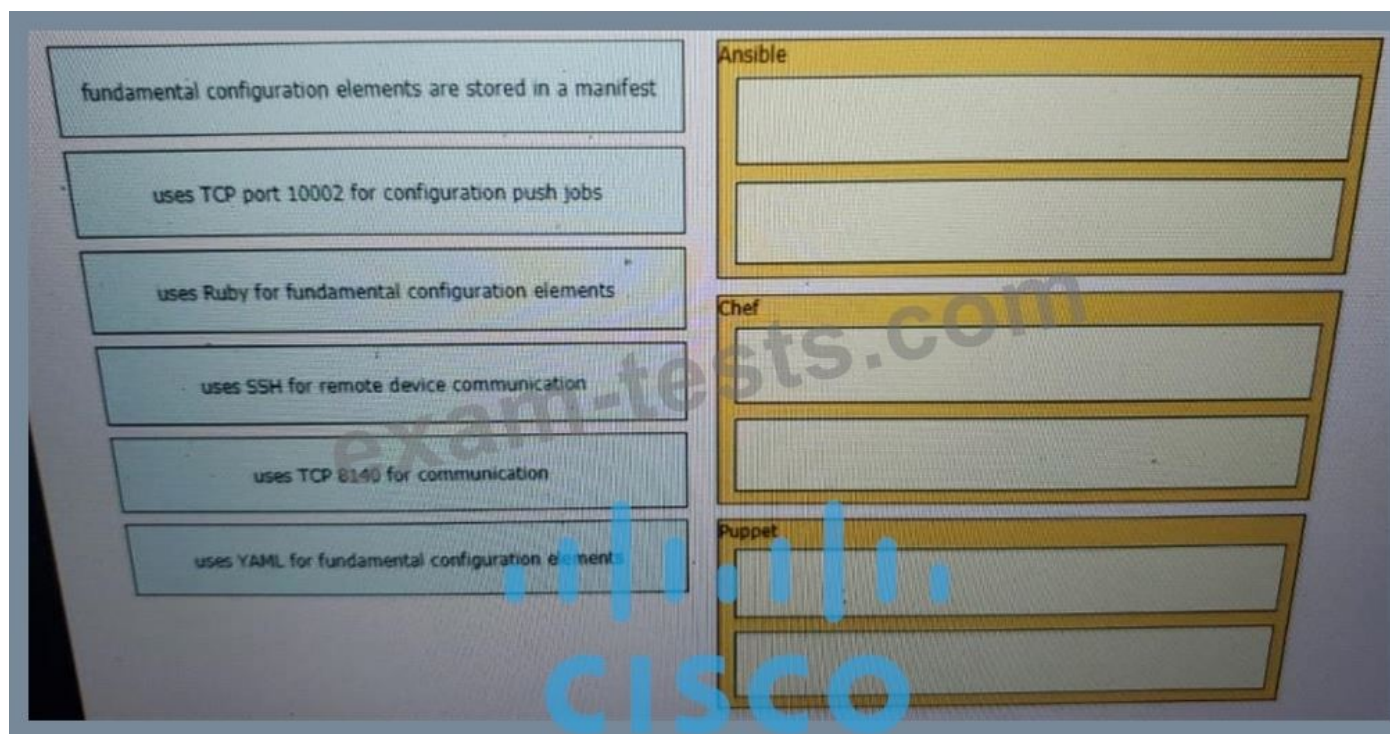 fundamental configuration elements are stored in a manifest
uses TCP port 10002 for configuration push jobs
uses Ruby for fundamental configuration elements
uses SSH for remote device communication
uses TCP 8140 for communication
uses YAML for fundamental configuration elements
Ansible
Chef
Puppet
exam-tests.com
CISCO